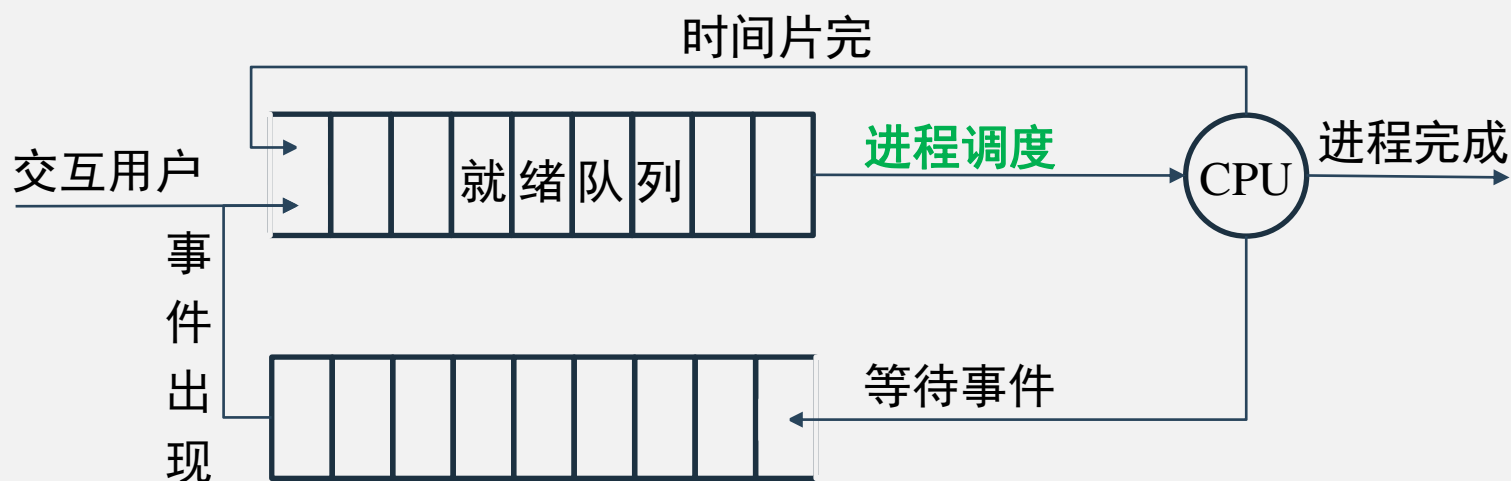 时间片完
交互用户
就绪队列
进程调度
CPU
进程完成
事件出现
等待事件